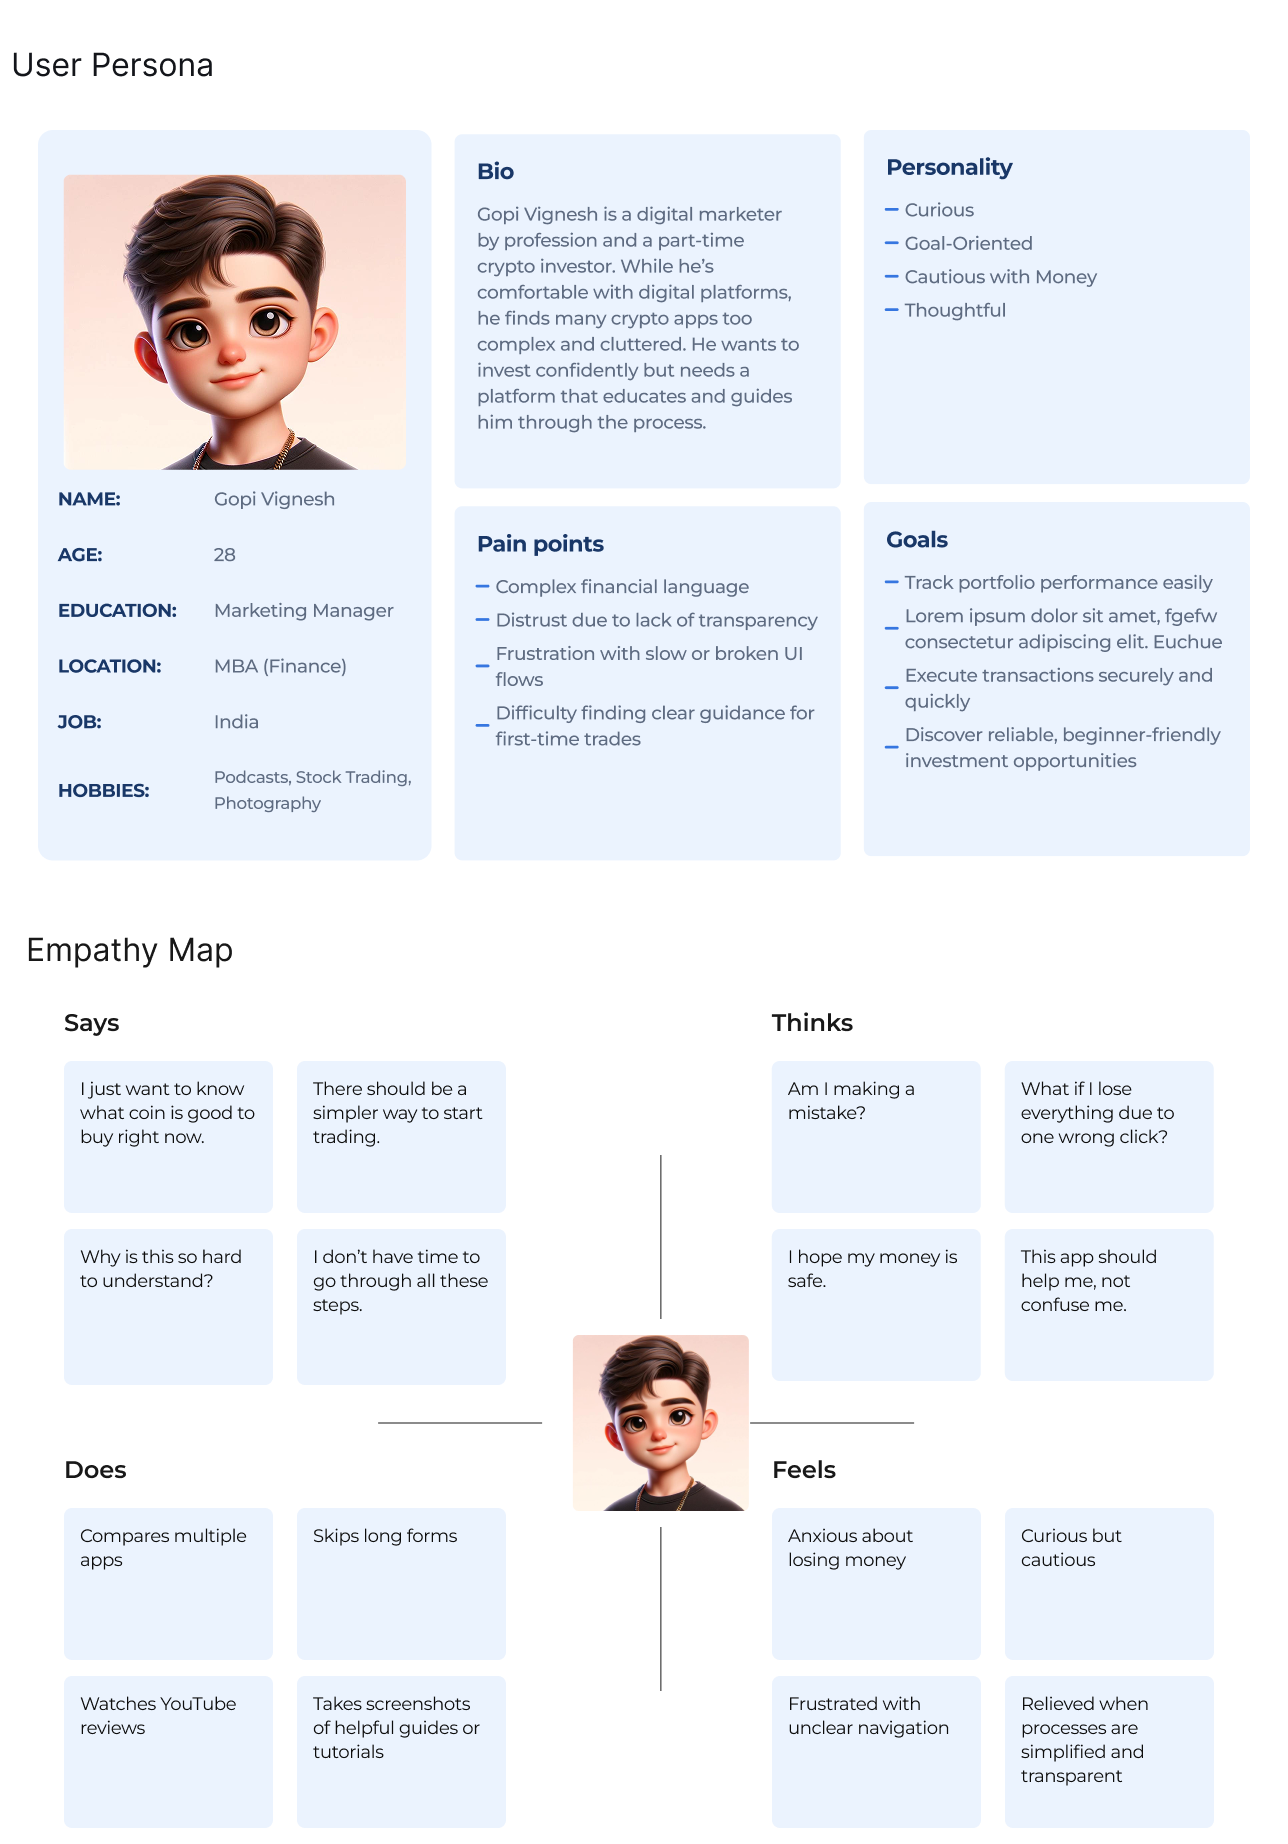 User Persona
NAME: Gopi Vignesh
AGE: 28
EDUCATION: Marketing Manager
LOCATION: MBA (Finance)
JOB: India
HOBBIES: Podcasts, Stock Trading,
Photography
Bio
Gopi Vignesh is a digital marketer
by profession and a part-time
crypto investor. While he’s
comfortable with digital platforms,
he finds many crypto apps too
complex and cluttered. He wants to
invest confidently but needs a
platform that educates and guides
him through the process.
Personality
Curious
Goal-Oriented
Cautious with Money
Thoughtful
Pain points
Complex financial language
Distrust due to lack of transparency
Frustration with slow or broken UI
flows
Difficulty finding clear guidance for
first-time trades
Goals
Track portfolio performance easily
Lorem ipsum dolor sit amet, fgefw
consectetur adipiscing elit. Euchue
Execute transactions securely and
quickly
Discover reliable, beginner-friendly
investment opportunities
Empathy Map
Says
I just want to know
what coin is good to
buy right now.
There should be a
simpler way to start
trading.
Why is this so hard
to understand?
I don’t have time to
go through all these
steps.
Thinks
Am I making a
mistake?
What if I lose
everything due to
one wrong click?
I hope my money is
safe.
This app should
help me, not
confuse me.
Does
Compares multiple
apps
Skips long forms
Watches YouTube
reviews
Takes screenshots
of helpful guides or
tutorials
Feels
Anxious about
losing money
Curious but
cautious
Frustrated with
unclear navigation
Relieved when
processes are
simplified and
transparent